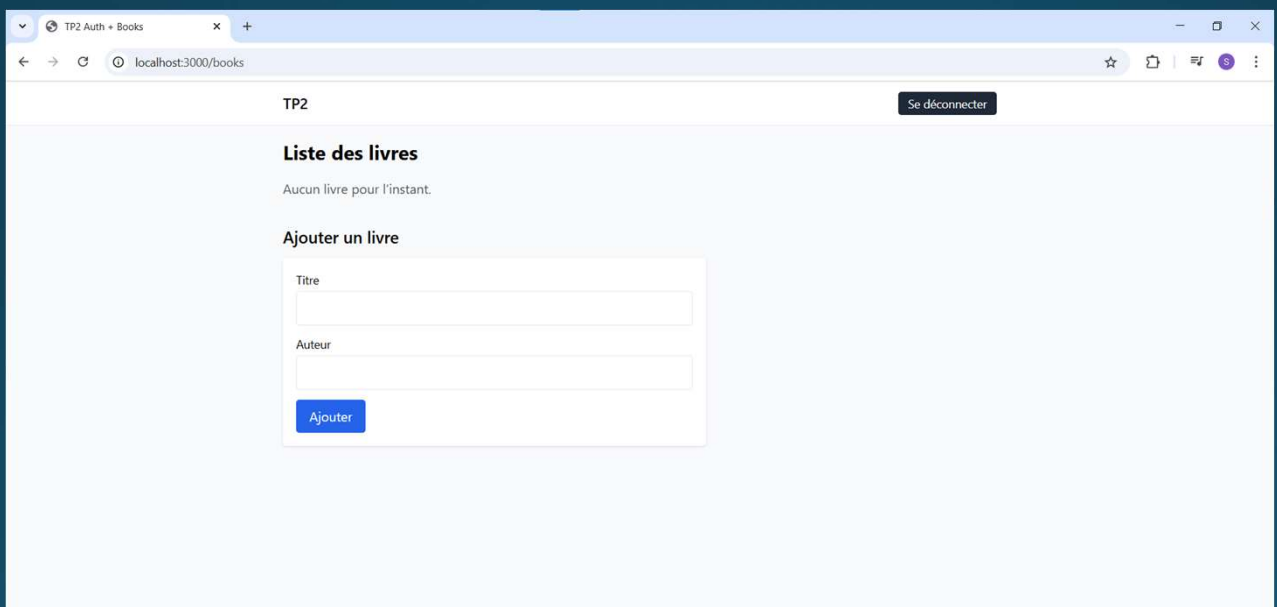 TP2 Auth + Books
localhost:3000/books
S
TP2
Se déconnecter
Liste des livres
Aucun livre pour l'instant.
Ajouter un livre
Titre
Auteur
Ajouter